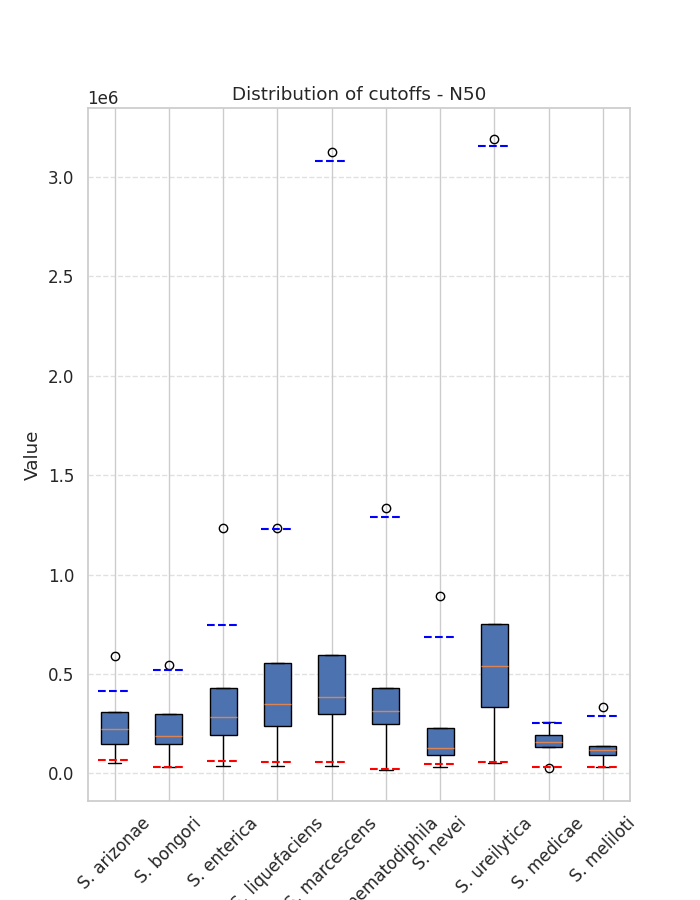 Distribution of cutoffs - N50
1e6
3.0
2.5
2.0
1.5
1.0
0.5
0.0
Value
S. arizonae
S. bongori
S. enterica
S. liquefaciens
S. marcescens
nematodiphila
S. nevei
S. ureilytica
S. medicae
S. meliloti